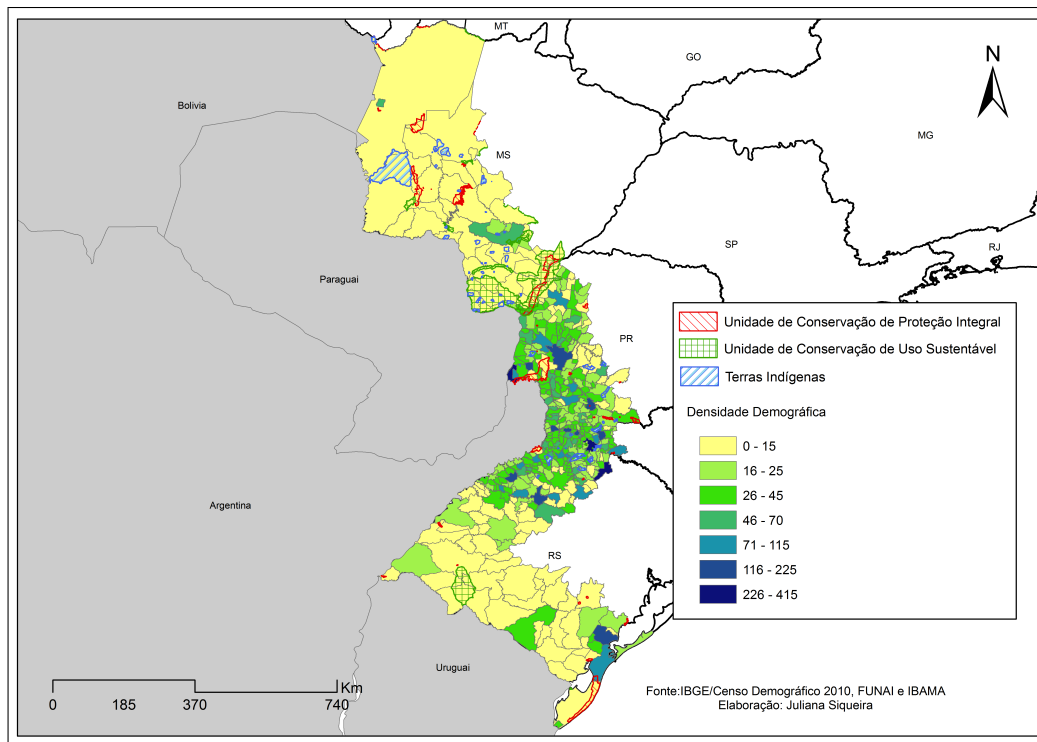 MT
GO
N
Bolivia
MG
MS
SP
RJ
Paraguai
Unidade de Conservação de Proteção Integral
PR
Unidade de Conservação de Uso Sustentável
Terras Indígenas
Densidade Demográfica
0 - 15
16 - 25
26 - 45
Argentina
46 - 70
71 - 115
RS
116 - 225
226 - 415
Uruguai
Km
0 185 370 740
Fonte:IBGE/Censo Demográfico 2010, FUNAI e IBAMA
Elaboração: Juliana Siqueira